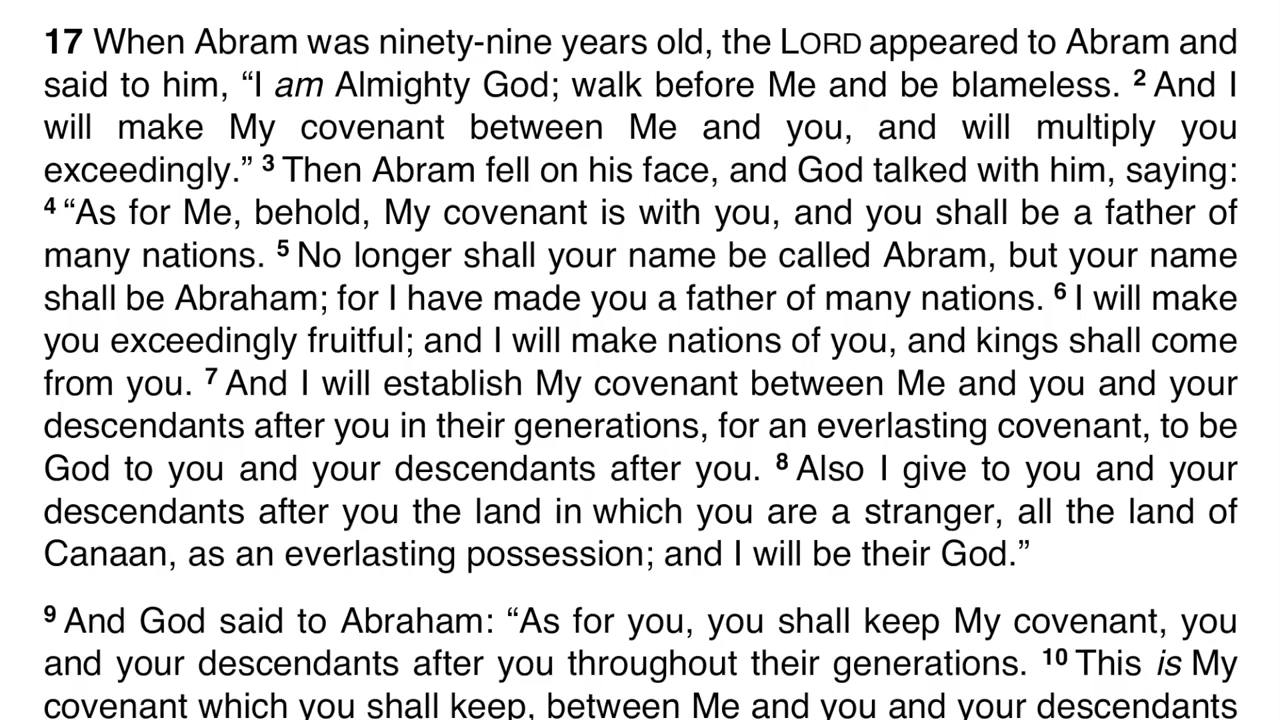 17 When Abram was ninety-nine years old, the LORD appeared to Abram and
said to him, “I am Almighty God; walk before Me and be blameless. 2 And I
will make My covenant between Me and you, and will multiply you
exceedingly.” 3 Then Abram fell on his face, and God talked with him, saying:
4 “As for Me, behold, My covenant is with you, and you shall be a father of
many nations. 5 No longer shall your name be called Abram, but your name
shall be Abraham; for I have made you a father of many nations. 6 I will make
you exceedingly fruitful; and I will make nations of you, and kings shall come
from you. 7 And I will establish My covenant between Me and you and your
descendants after you in their generations, for an everlasting covenant, to be
God to you and your descendants after you. 8 Also I give to you and your
descendants after you the land in which you are a stranger, all the land of
Canaan, as an everlasting possession; and I will be their God.”
9 And God said to Abraham: “As for you, you shall keep My covenant, you
and your descendants after you throughout their generations. 10 This is My
covenant which you shall keep, between Me and you and your descendants